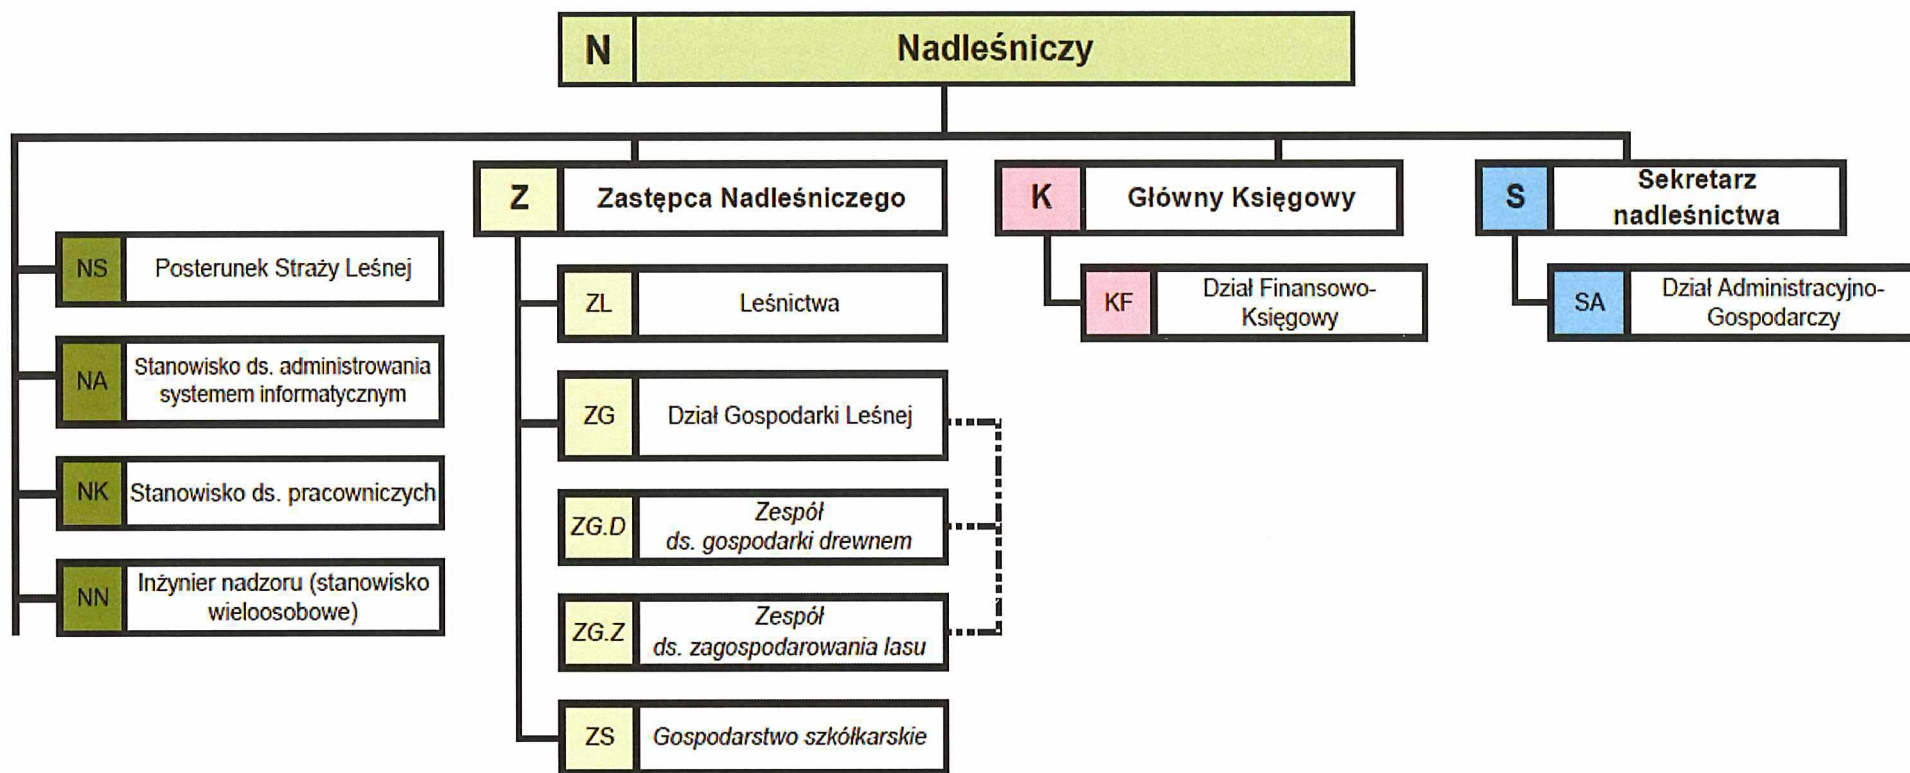 N Nadleśniczy
Z Zastępca Nadleśniczego
K Główny Księgowy
S Sekretarz
nadleśnictwa
NS Posterunek Straży Leśnej
NA Stanowisko ds. administrowania
systemem informatycznym
NK Stanowisko ds. pracowniczych
NN Inżynier nadzoru (stanowisko
wieloosobowe)
ZL Leśnictwa
ZG Dział Gospodarki Leśnej
ZG.D Zespół
ds. gospodarki drewnem
ZG.Z Zespół
ds. zagospodarowania lasu
ZS Gospodarstwo szkółkarskie
KF Dział Finansowo-
Księgowy
SA Dział Administracyjno-
Gospodarczy